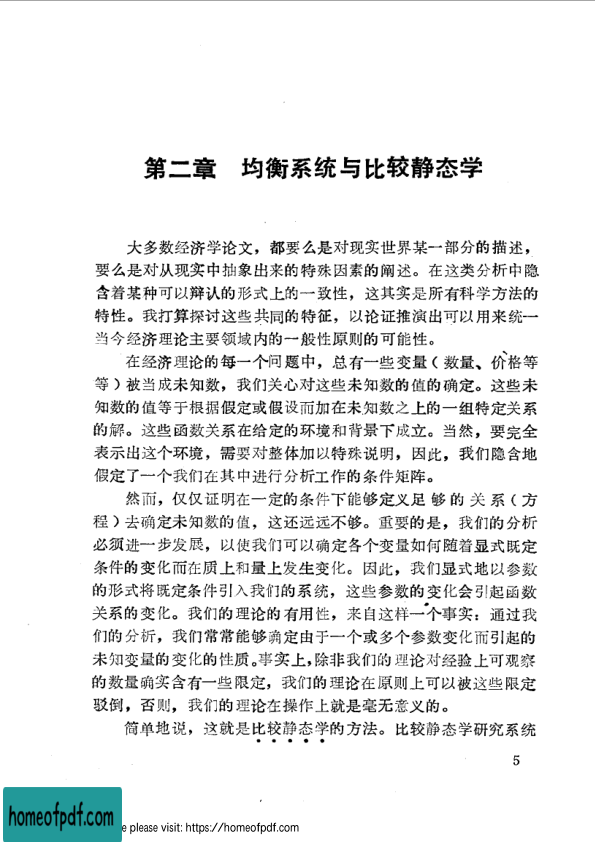 第二章 均衡系统与比较静态学
大多数经济学论文，都要么是对现实世界某一部分的描述，
要么是对从现实中抽象出来的特殊因素的阐述。在这类分析中隐
含着某种可以辩认的形式上的一致性，这其实是所有科学方法的
特性。我打算探讨这些共同的特征，以论证推演出可以用来统一
当今经济理论主要领域内的一般性原则的可能性。
在经济理论的每一个问题中，总有一些变量（数量、价格等
等）被当成未知数，我们关心对这些未知数的值的确定。这些未
知数的值等于根据假定或假设而加在未知数之上的一组特定关系
的解。这些函数关系在给定的环境和背景下成立。当然，要完全
表示出这个环境，需要对整体加以特殊说明，因此，我们隐含地
假定了一个我们在其中进行分析工作的条件矩阵。
然而，仅仅证明在一定的条件下能够定义足够的关系（方
程）去确定未知数的值，这还远远不够。重要的是，我们的分析
必须进一步发展，以使我们可以确定各个变量如何随着显式既定
条件的变化而在质上和量上发生变化。因此，我们显式地以参数
的形式将既定条件引入我们的系统，这些参数的变化会引起函数
关系的变化。我们的理论的有用性，来自这样一个事实：通过我
们的分析，我们常常能够确定由于一个或多个参数变化而引起的
未知变量的变化的性质。事实上，除非我们的理论对经验上可观察
的数量确实含有一些限定，我们的理论在原则上可以被这些限定
驳倒，否则，我们的理论在操作上就是毫无意义的。
简单地说，这就是比较静态学的方法。比较静态学研究系统
5
homeofpdf.com
e please visit: https://homeofpdf.com